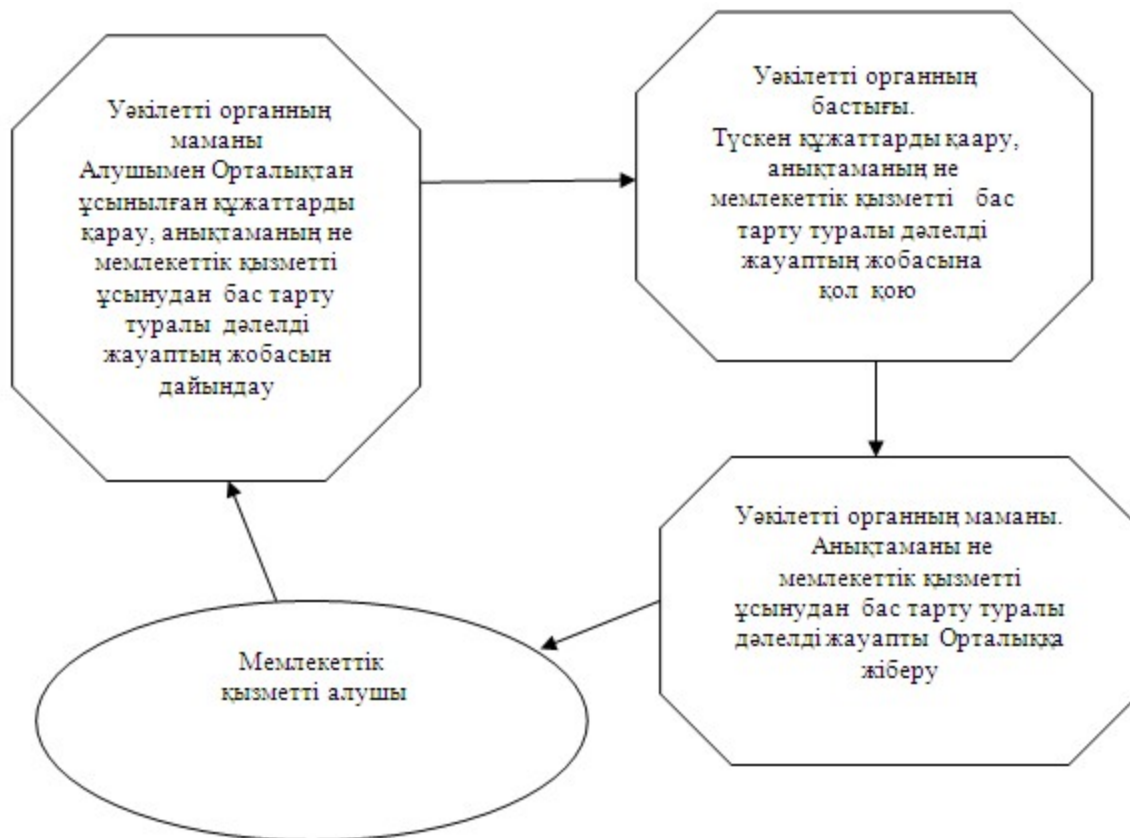 Уәкілетті органның
маманы
Алушымен Орталықтан
ұсынылған құжаттарды
қарау, анықтаманың не
мемлекеттік қызметті
ұсынудан бас тарту
туралы дәлелді
жауаптың жобасын
дайындау
Уәкілетті органның
бастығы.
Түскен құжаттарды қаару,
анықтаманың не
мемлекеттік қызметті бас
тарту туралы дәлелді
жауаптың жобасына
қол қою
Уәкілетті органның маманы.
Анықтаманы не
мемлекеттік қызметті
ұсынудан бас тарту туралы
дәлелді жауапты Орталыққа
жіберу
Мемлекеттік
қызметті алушы